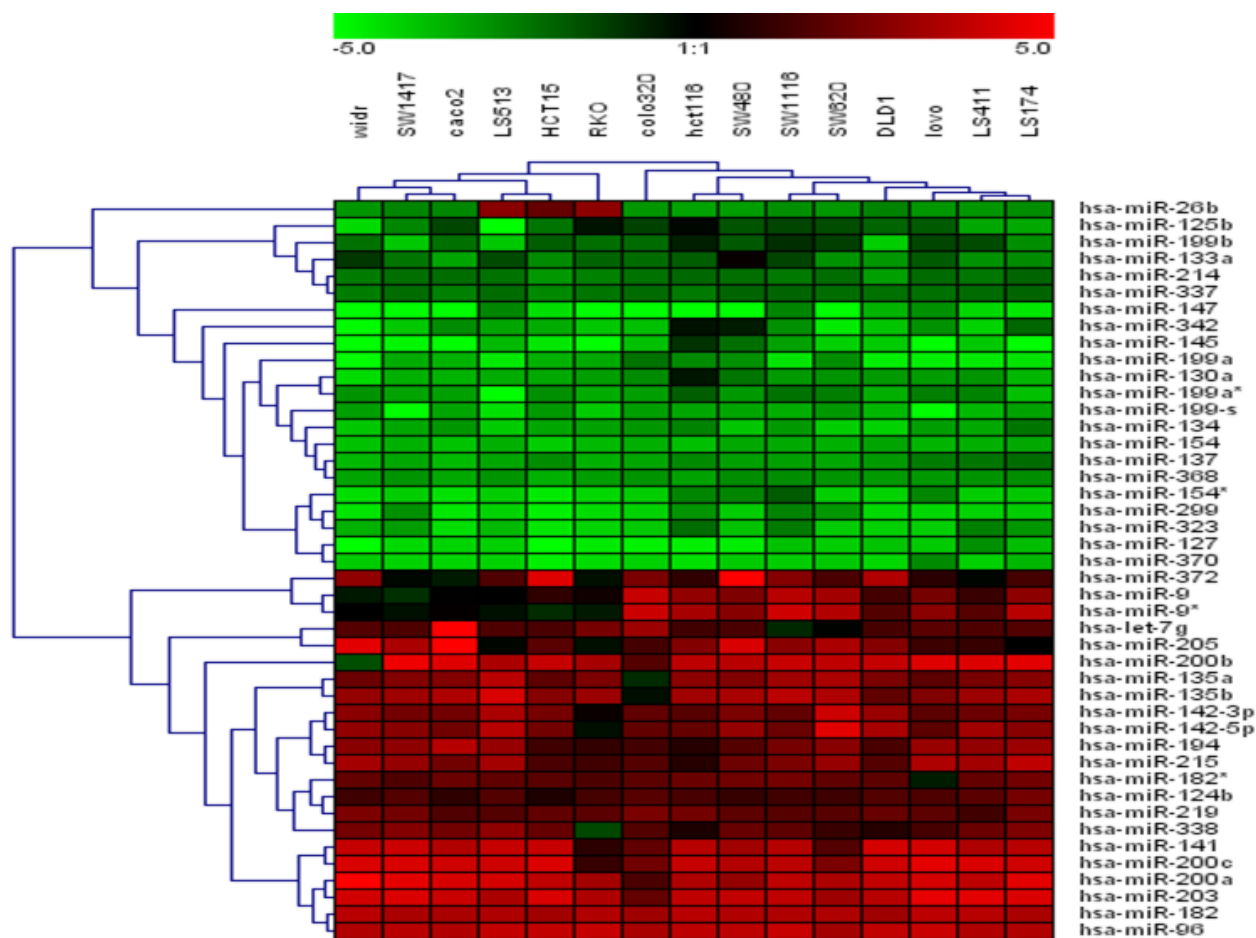 -5.0 1:1 5.0
widr SW1417 caco2 LS513 HCT15 RKO colo320 hct116 SW480 SW1116 SW620 DLD1 lovo LS411 LS174
hsa-miR-26b
hsa-miR-125b
hsa-miR-199b
hsa-miR-133a
hsa-miR-214
hsa-miR-337
hsa-miR-147
hsa-miR-342
hsa-miR-145
hsa-miR-199a
hsa-miR-130a
hsa-miR-199a*
hsa-miR-199-s
hsa-miR-134
hsa-miR-154
hsa-miR-137
hsa-miR-368
hsa-miR-154*
hsa-miR-299
hsa-miR-323
hsa-miR-127
hsa-miR-370
hsa-miR-372
hsa-miR-9
hsa-miR-9*
hsa-let-7g
hsa-miR-205
hsa-miR-200b
hsa-miR-135a
hsa-miR-135b
hsa-miR-142-3p
hsa-miR-142-5p
hsa-miR-194
hsa-miR-215
hsa-miR-182*
hsa-miR-124b
hsa-miR-219
hsa-miR-338
hsa-miR-141
hsa-miR-200c
hsa-miR-200a
hsa-miR-203
hsa-miR-182
hsa-miR-96